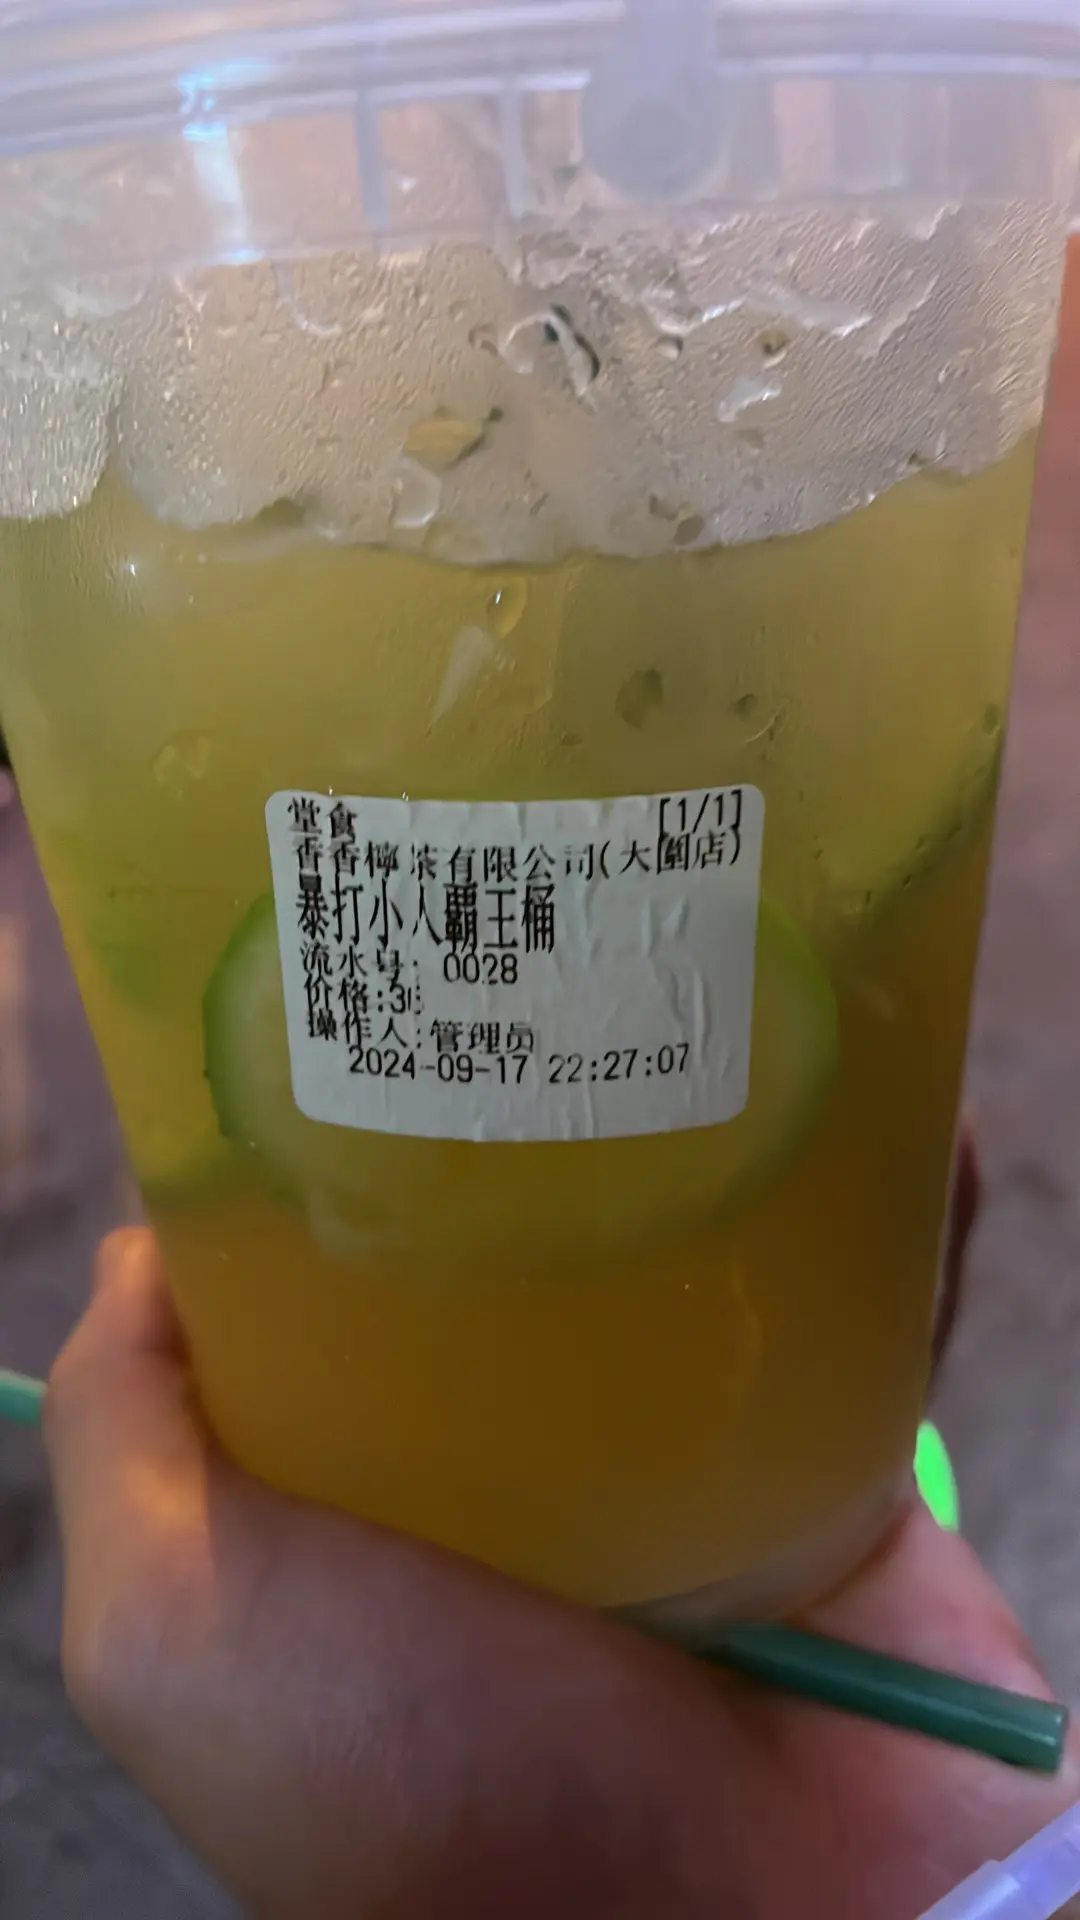 堂食 [1/1]
香香檸茶有限公司(大圍店)
暴打小人霸王桶
流水号: 0028
价格:3
操作人:管理员
2024-09-17 22:27:07